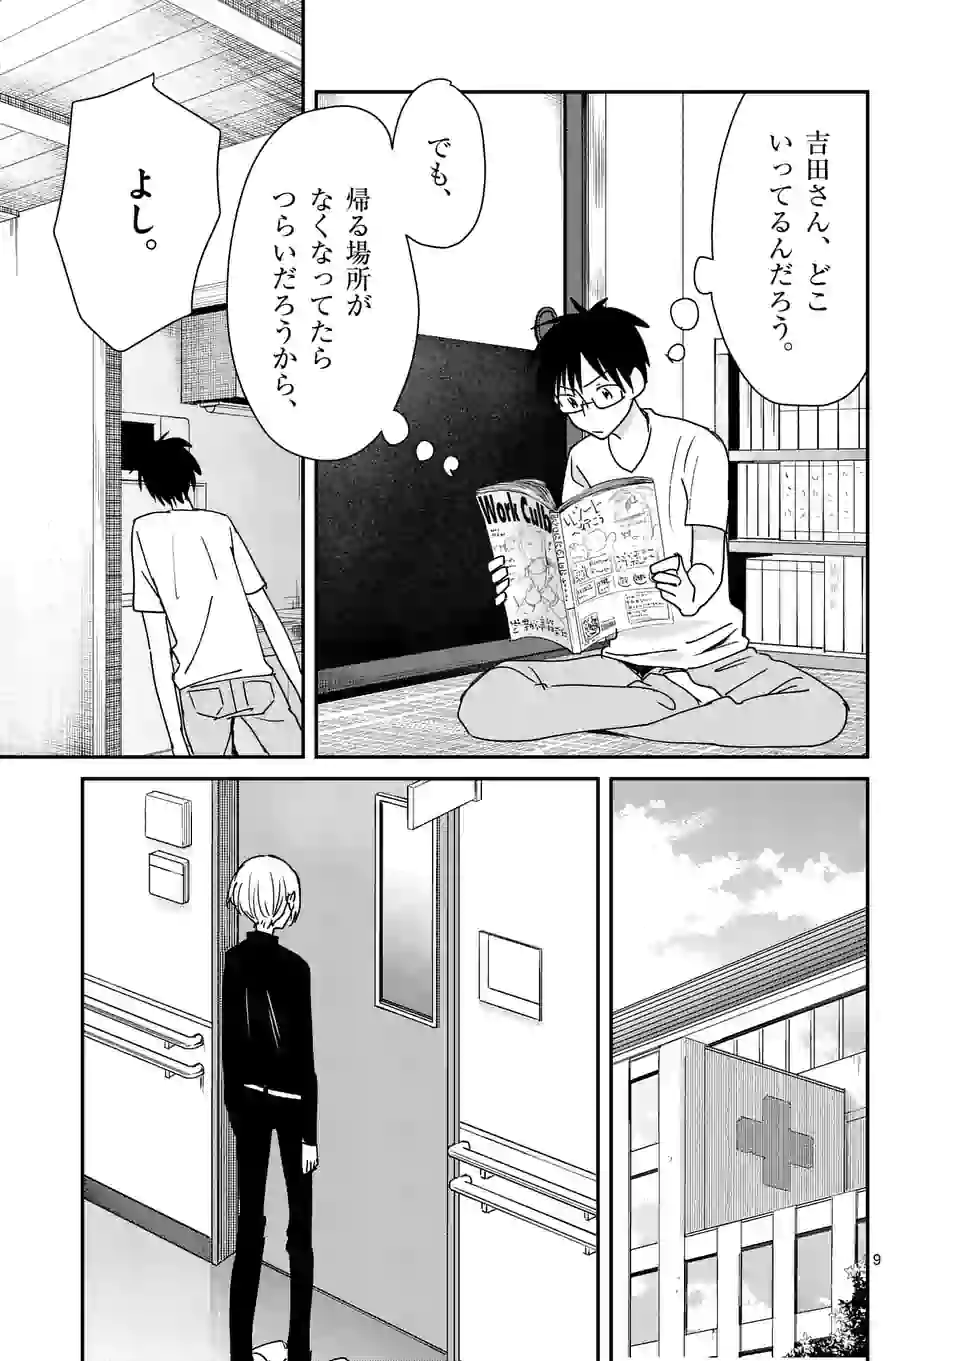 吉田さん、どこ
いってるんだろう。
でも、
帰る場所が
なくなってたら
つらいだろうから、
よし。
Work Culb
9